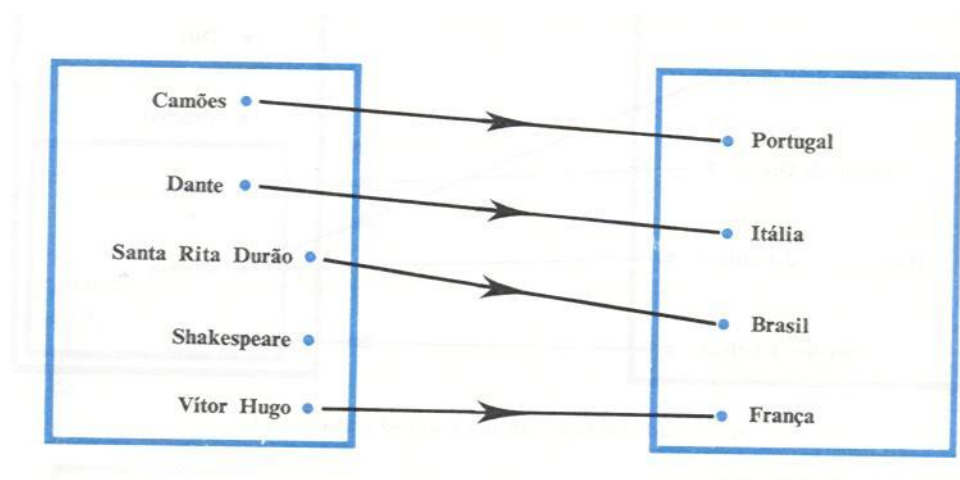 Camões
Portugal
Dante
Itália
Santa Rita Durão
Brasil
Shakespeare
Vítor Hugo
França